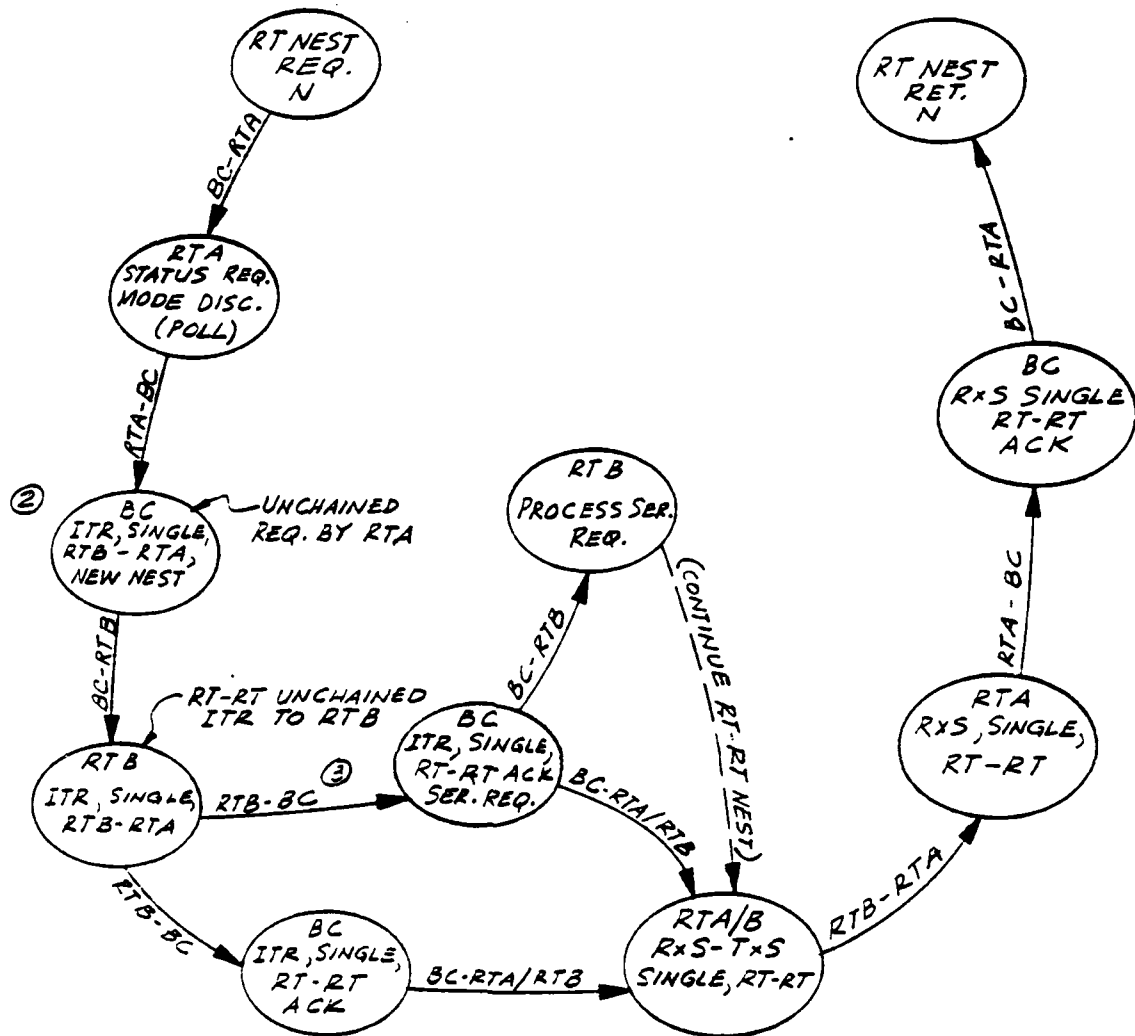 RT NEST
REQ.
N
BC-RTA
RTA
STATUS REQ.
MODE DISC.
(POLL)
RTA-BC
②
BC
ITR, SINGLE,
RTB-RTA,
NEW NEST
UNCHAINED
REQ. BY RTA
BC-RTB
RT-RT UNCHAINED
ITR TO RTB
RTB
ITR, SINGLE,
RTB-RTA
RTB-BC
③
BC
ITR, SINGLE,
RT-RT ACK
SER. REQ.
BC-RTB
RTB
PROCESS SER.
REQ.
(CONTINUE RT-RT NEST)
BC-RTA/RTB
RTB-BC
BC
ITR, SINGLE,
RT-RT
ACK
BC-RTA/RTB
RTA/B
RxS-TxS
SINGLE, RT-RT
RTB-RTA
RTA
RxS, SINGLE,
RT-RT
RTA-BC
BC
RxS SINGLE
RT-RT
ACK
BC-RTA
RT NEST
RET.
N